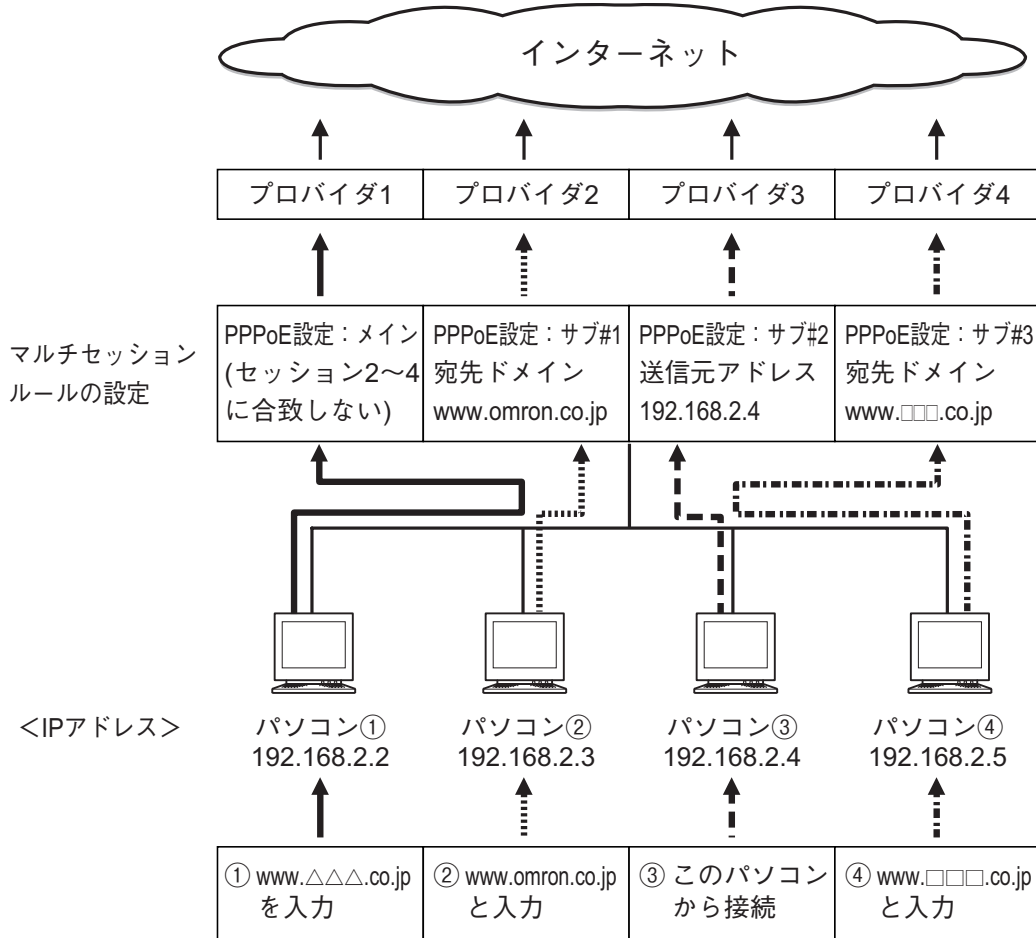 インターネット
プロバイダ1
プロバイダ2
プロバイダ3
プロバイダ4
マルチセッション
ルールの設定
PPPoE設定：メイン
(セッション2〜4
に合致しない)
PPPoE設定：サブ#1
宛先ドメイン
www.omron.co.jp
PPPoE設定：サブ#2
送信元アドレス
192.168.2.4
PPPoE設定：サブ#3
宛先ドメイン
www.□□□.co.jp
＜IPアドレス＞
パソコン①
192.168.2.2
パソコン②
192.168.2.3
パソコン③
192.168.2.4
パソコン④
192.168.2.5
① www.△△△.co.jp
を入力
② www.omron.co.jp
と入力
③ このパソコン
から接続
④ www.□□□.co.jp
と入力